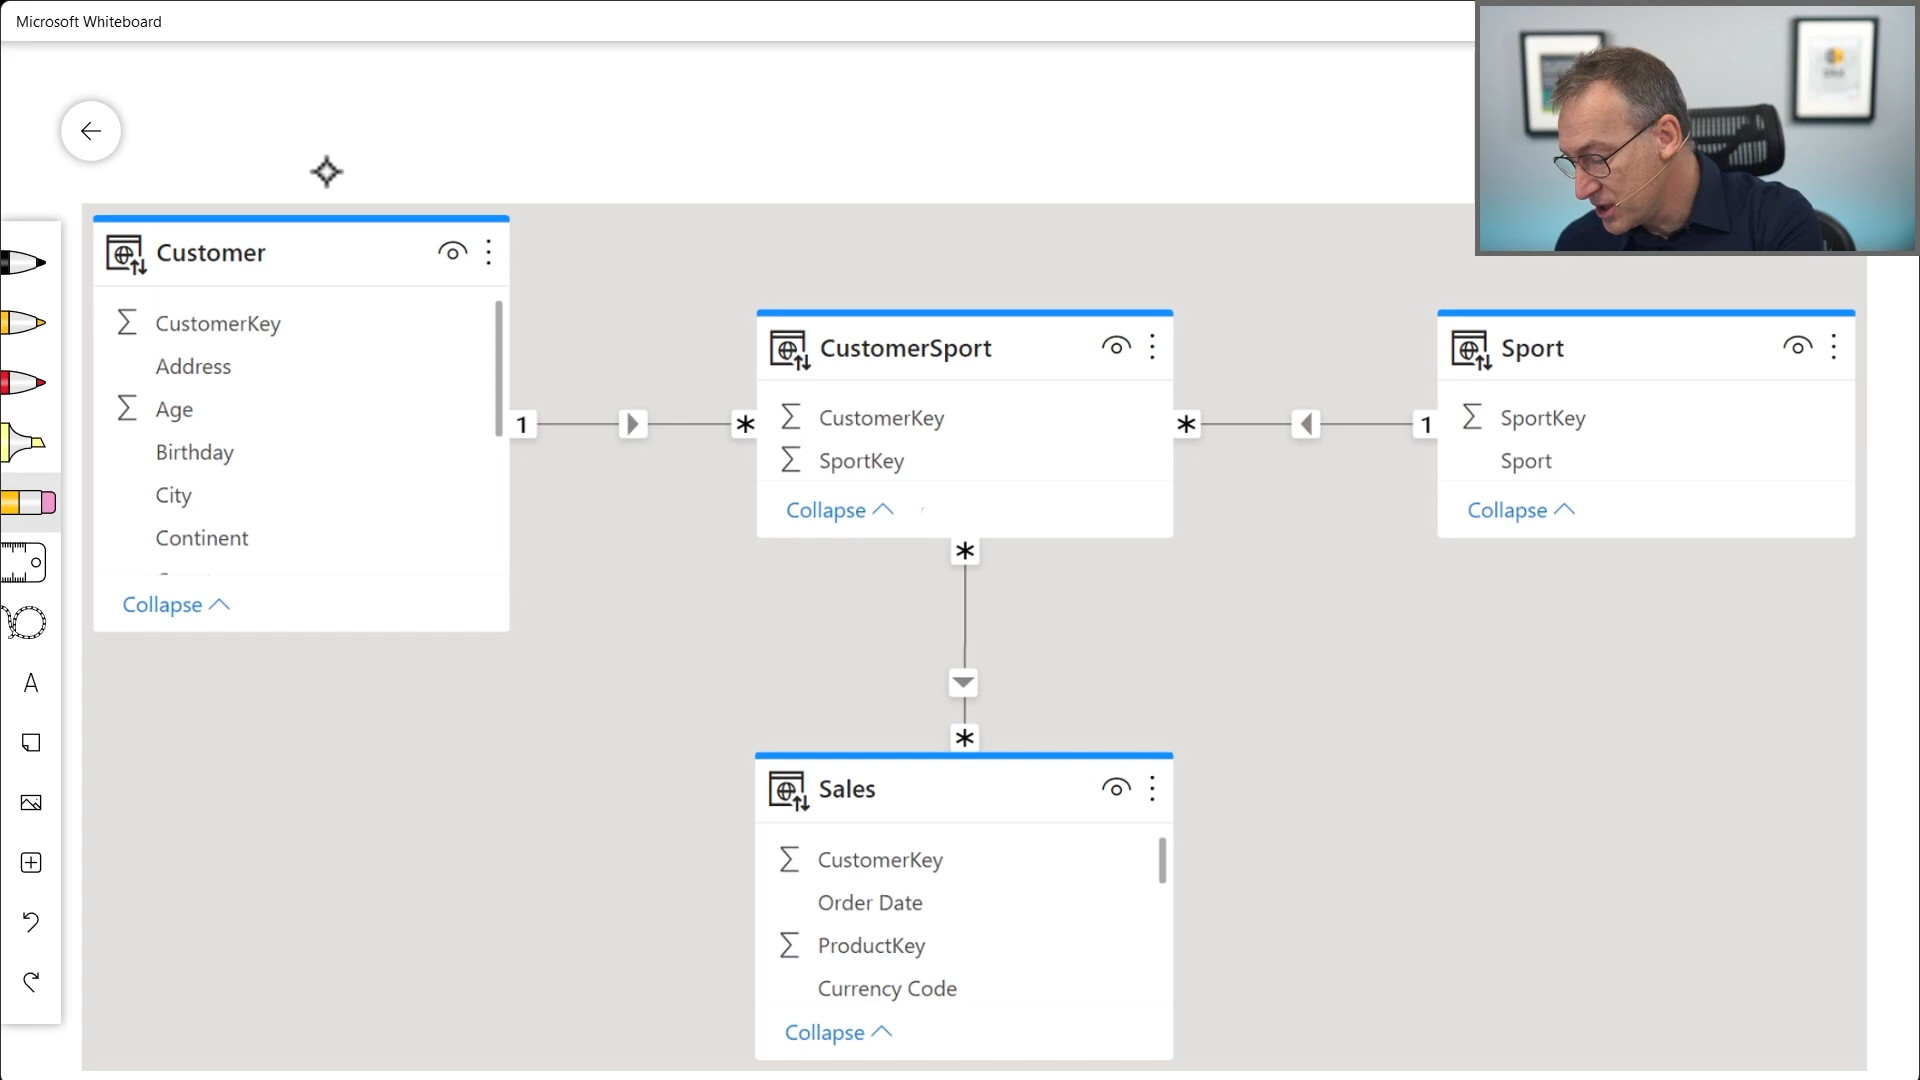 Microsoft Whiteboard
Customer
CustomerKey
Address
Age
Birthday
City
Continent
Collapse
1
*
CustomerSport
CustomerKey
SportKey
Collapse
*
1
Sport
SportKey
Sport
Collapse
*
*
Sales
CustomerKey
Order Date
ProductKey
Currency Code
Collapse
A